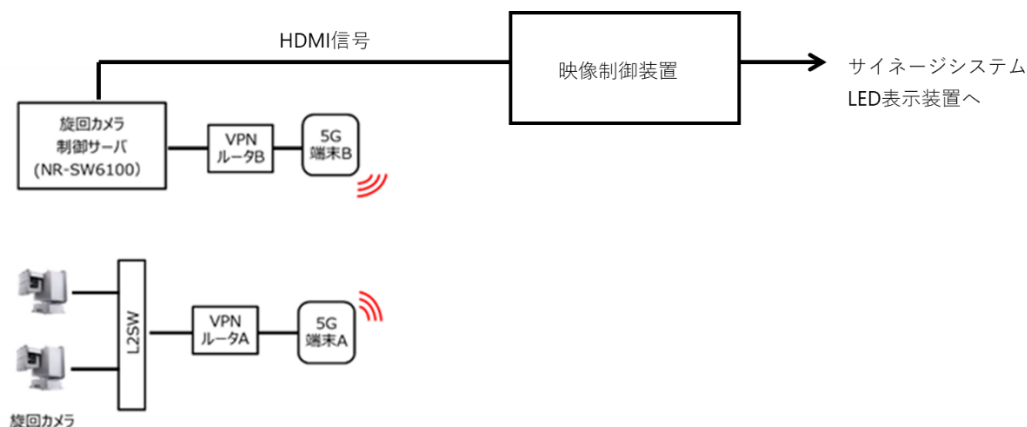 HDMI信号
映像制御装置
サイネージシステム
LED表示装置へ
旋回カメラ
制御サーバ
(NR-SW6100)
VPN
ルータB
5G
端末B
L2SW
VPN
ルータA
5G
端末A
旋回カメラ